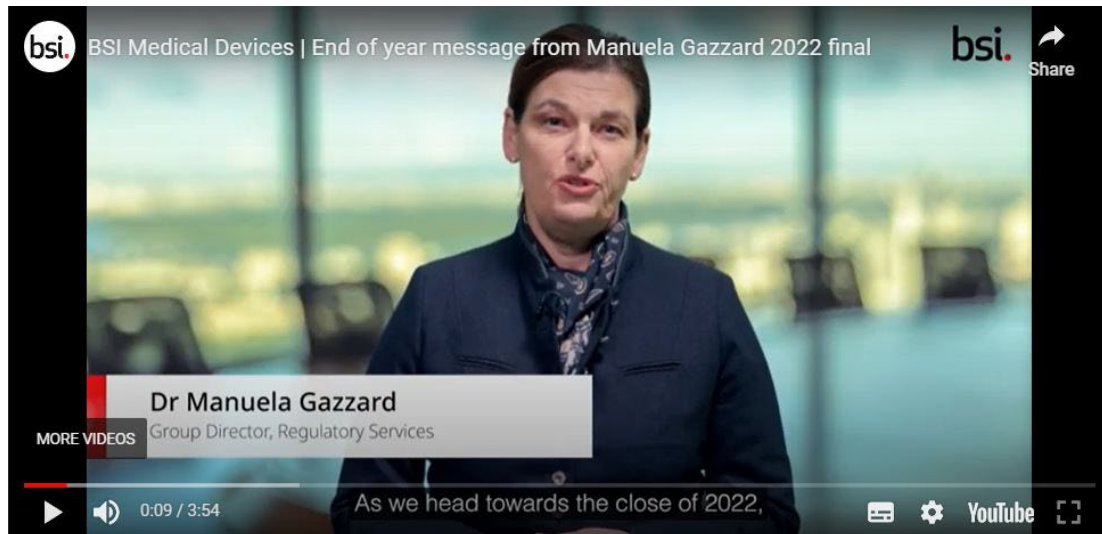 bsi.
BSI Medical Devices | End of year message from Manuela Gazzard 2022 final
bsi.
Share
Dr Manuela Gazzard
Group Director, Regulatory Services
MORE VIDEOS
As we head towards the close of 2022,
0:09 / 3:54
YouTube